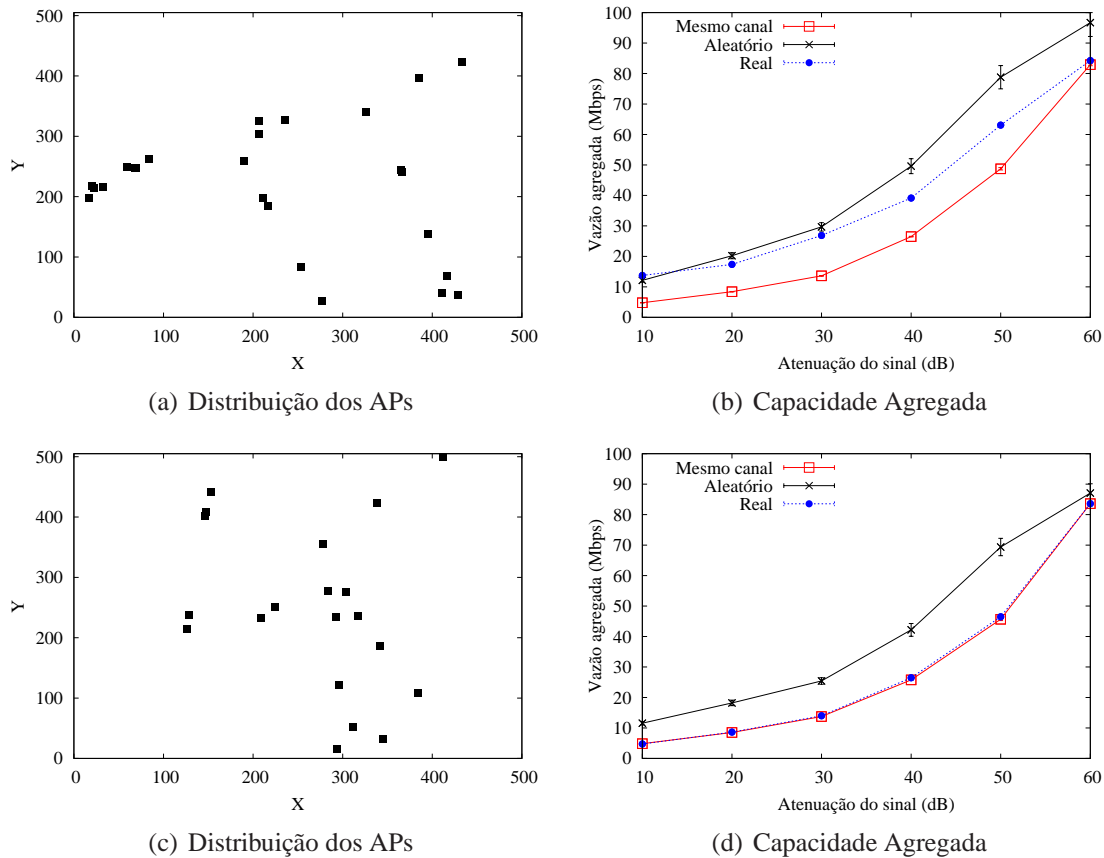 500
400
300
200
100
0
Y
0 100 200 300 400 500
X
(a) Distribuição dos APs
100
90
80
70
60
50
40
30
20
10
0
Vazão agregada (Mbps)
Mesmo canal
Aleatório
Real
10 20 30 40 50 60
Atenuação do sinal (dB)
(b) Capacidade Agregada
500
400
300
200
100
0
Y
0 100 200 300 400 500
X
(c) Distribuição dos APs
100
90
80
70
60
50
40
30
20
10
0
Vazão agregada (Mbps)
Mesmo canal
Aleatório
Real
10 20 30 40 50 60
Atenuação do sinal (dB)
(d) Capacidade Agregada